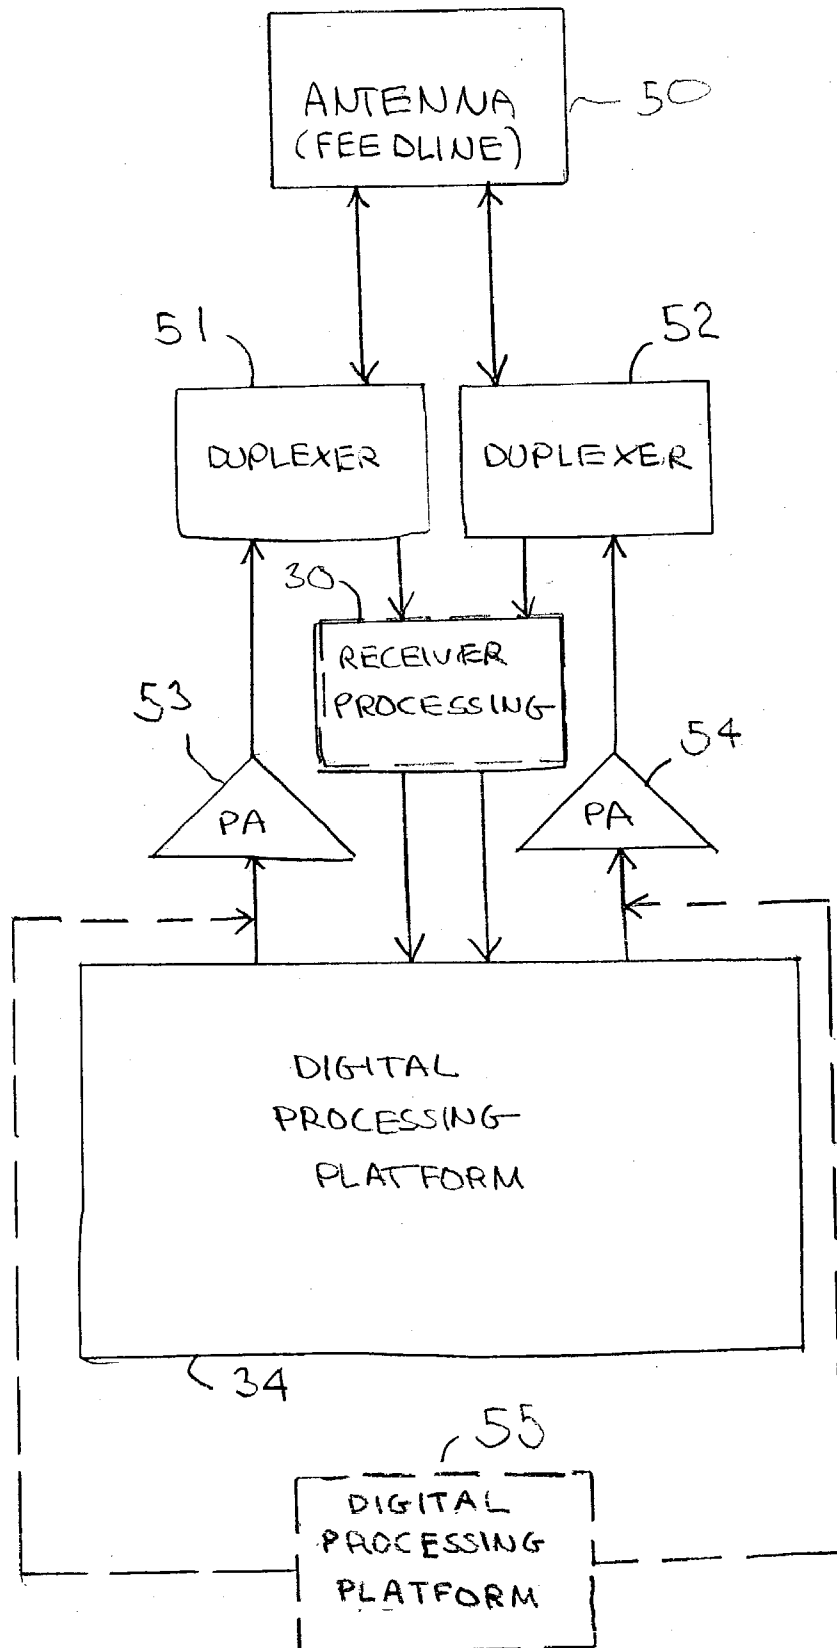 ANTENNA
(FEEDLINE)
50
51
52
DUPLEXER
DUPLEXER
30
RECEIVER
PROCESSING
53
54
PA
PA
DIGITAL
PROCESSING
PLATFORM
34
55
DIGITAL
PROCESSING
PLATFORM